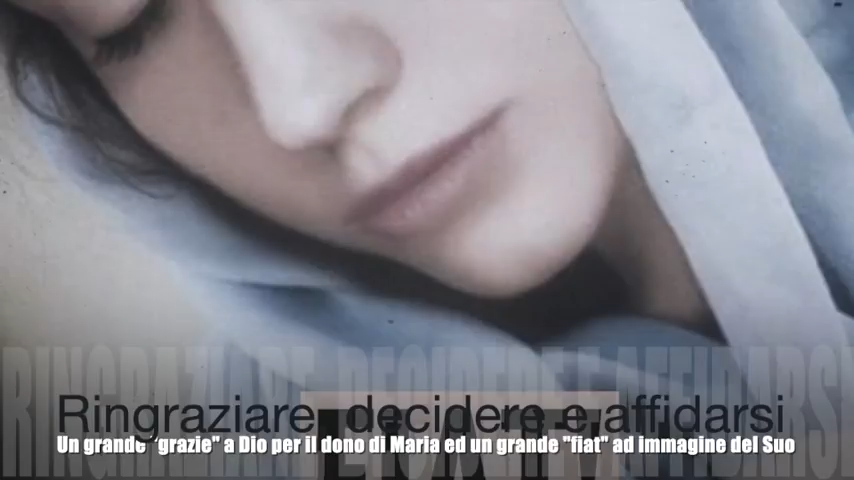 RINGRAZIARE, DECIDERE E AFFIDARSI
Ringraziare, decidere e affidarsi
Un grande "grazie" a Dio per il dono di Maria ed un grande "fiat" ad immagine del Suo